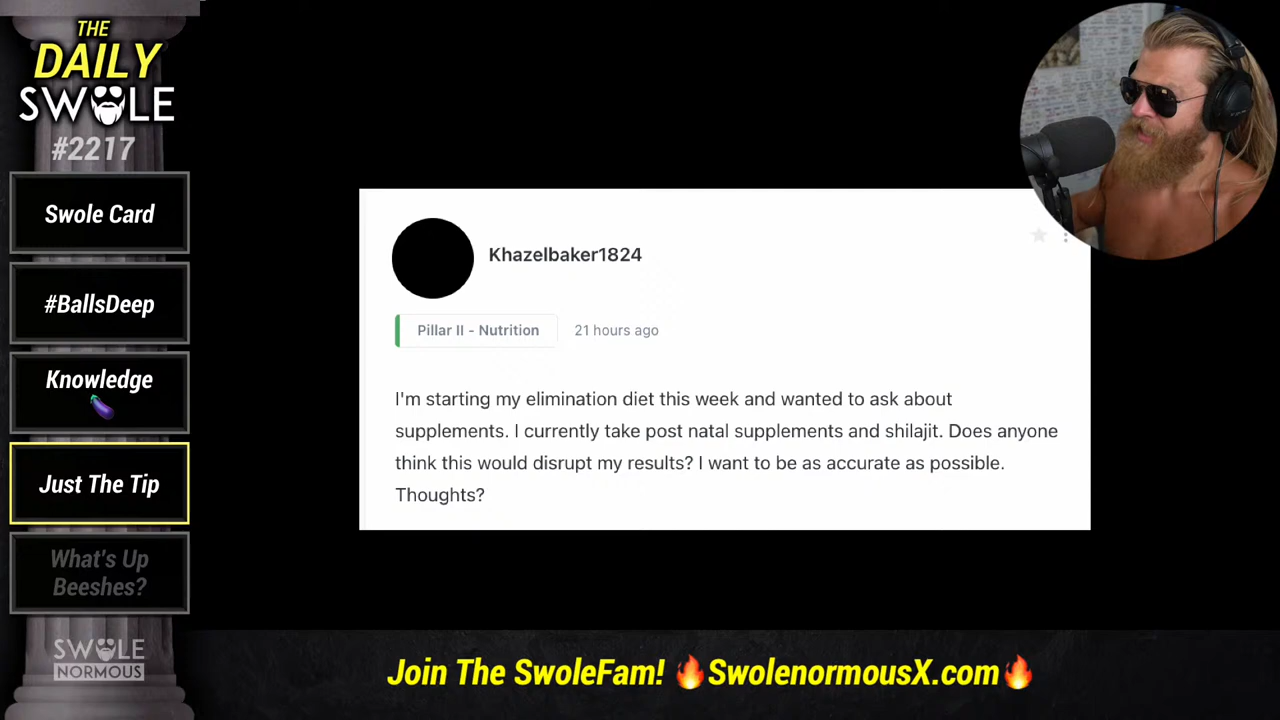 THE
DAILY
SWOLE
#2217
Swole Card
#BallsDeep
Knowledge
Just The Tip
What's Up
Beeshes?
SWOLE
NORMOUS
Khazelbaker1824
Pillar II - Nutrition
21 hours ago
I'm starting my elimination diet this week and wanted to ask about
supplements. I currently take post natal supplements and shilajit. Does anyone
think this would disrupt my results? I want to be as accurate as possible.
Thoughts?
Join The SwoleFam! 🔥SwolenormousX.com🔥